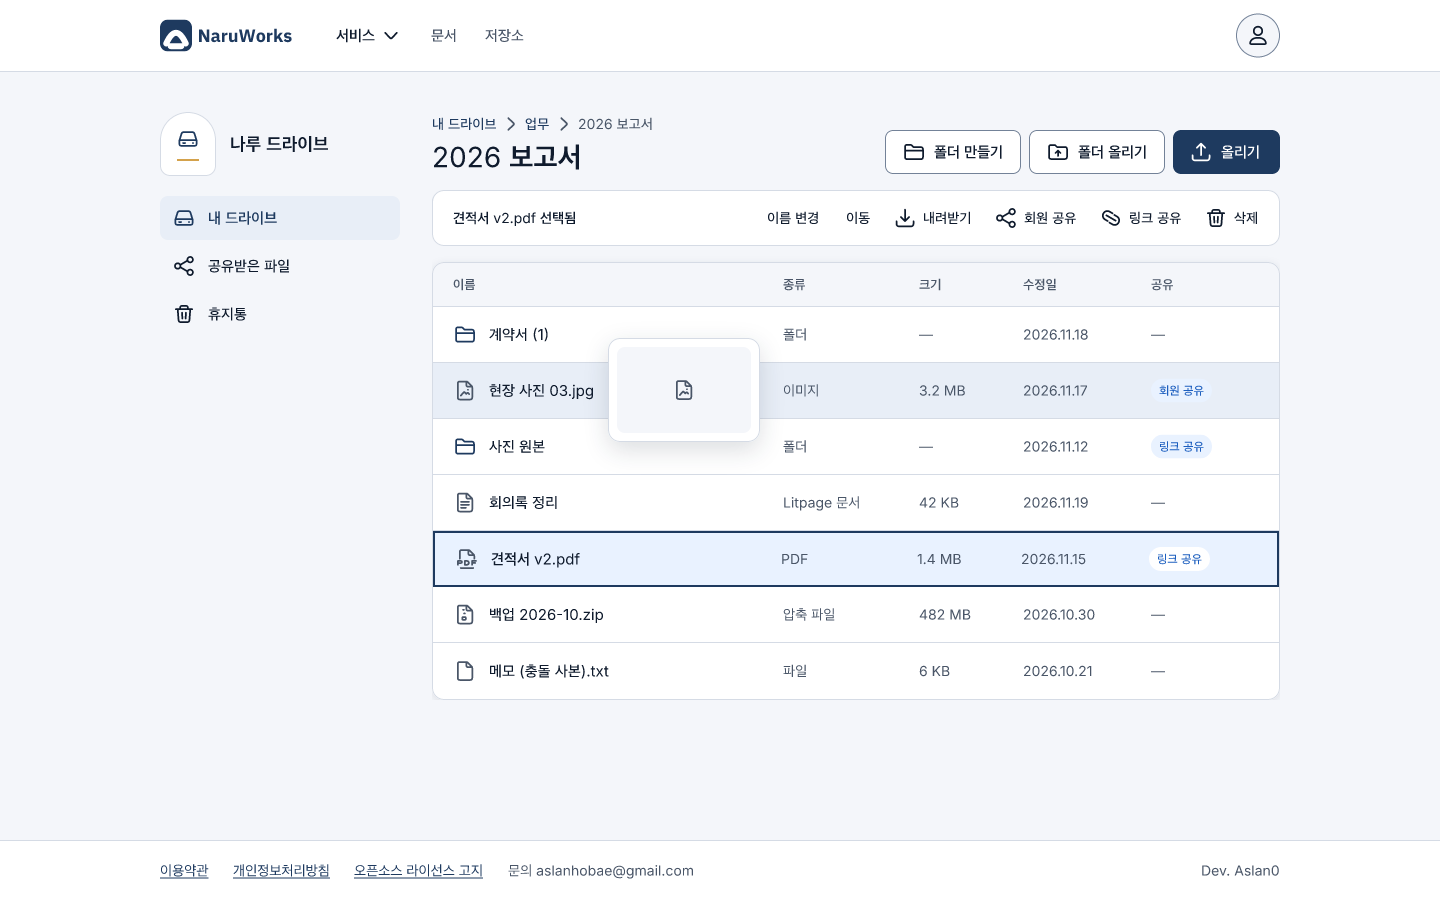 NaruWorks
서비스
문서
저장소
나루 드라이브
내 드라이브
공유받은 파일
휴지통
내 드라이브 > 업무 > 2026 보고서
2026 보고서
폴더 만들기
폴더 올리기
올리기
견적서 v2.pdf 선택됨
이름 변경
이동
내려받기
회원 공유
링크 공유
삭제
이름 종류 크기 수정일 공유
계약서 (1) 폴더 — 2026.11.18 —
현장 사진 03.jpg 이미지 3.2 MB 2026.11.17 회원 공유
사진 원본 폴더 — 2026.11.12 링크 공유
회의록 정리 Litpage 문서 42 KB 2026.11.19 —
PDF 견적서 v2.pdf PDF 1.4 MB 2026.11.15 링크 공유
백업 2026-10.zip 압축 파일 482 MB 2026.10.30 —
메모 (충돌 사본).txt 파일 6 KB 2026.10.21 —
이용약관 개인정보처리방침 오픈소스 라이선스 고지 문의 aslanhobae@gmail.com
Dev. Aslan0